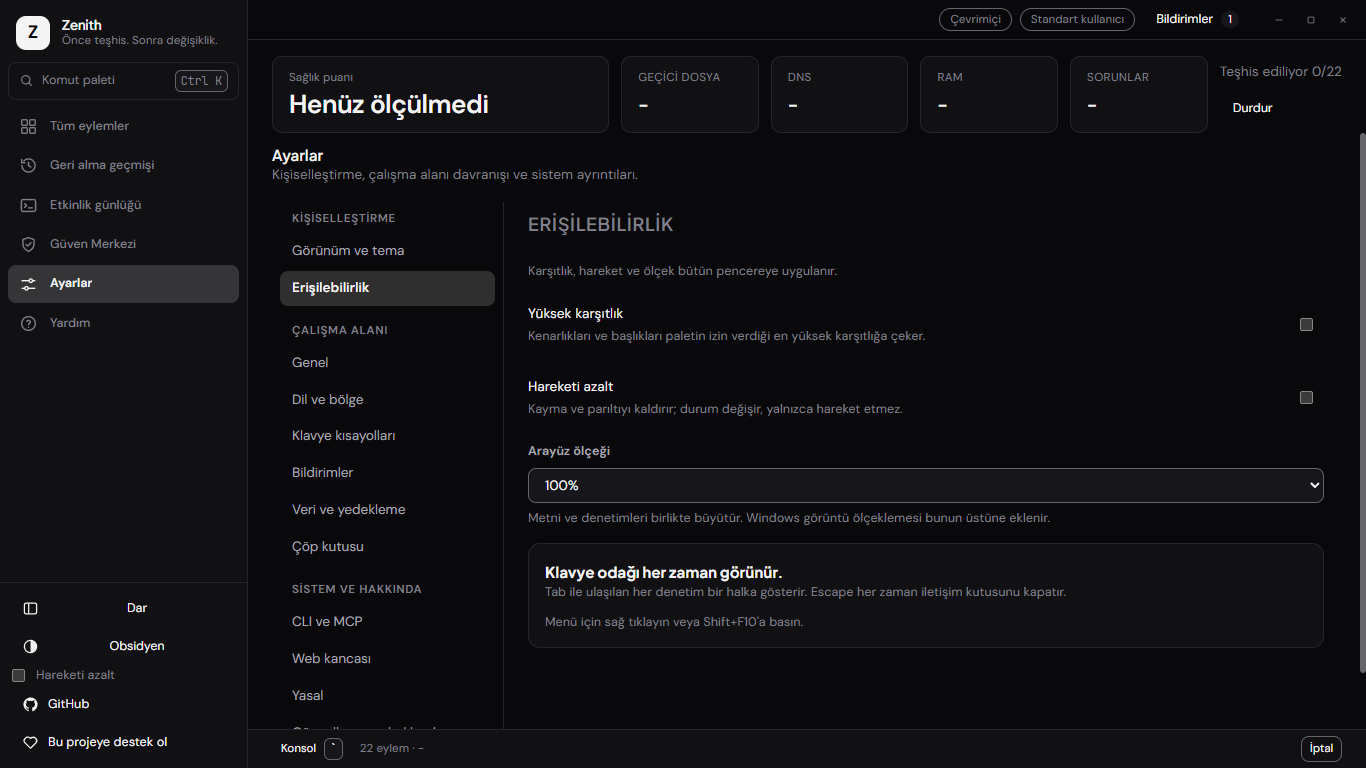 Z
Zenith
Önce teşhis. Sonra değişiklik.
Komut paleti
Ctrl K
Tüm eylemler
Geri alma geçmişi
Etkinlik günlüğü
Güven Merkezi
Ayarlar
Yardım
Dar
Obsidyen
Hareketi azalt
GitHub
Bu projeye destek ol
Çevrimiçi
Standart kullanıcı
Bildirimler 1
Sağlık puanı
Henüz ölçülmedi
GEÇİCİ DOSYA
–
DNS
–
RAM
–
SORUNLAR
–
Teşhis ediliyor 0/22
Durdur
Ayarlar
Kişiselleştirme, çalışma alanı davranışı ve sistem ayrıntıları.
KİŞİSELLEŞTİRME
Görünüm ve tema
Erişilebilirlik
ÇALIŞMA ALANI
Genel
Dil ve bölge
Klavye kısayolları
Bildirimler
Veri ve yedekleme
Çöp kutusu
SİSTEM VE HAKKINDA
CLI ve MCP
Web kancası
Yasal
ERİŞİLEBİLİRLİK
Karşıtlık, hareket ve ölçek bütün pencereye uygulanır.
Yüksek karşıtlık
Kenarlıkları ve başlıkları paletin izin verdiği en yüksek karşıtlığa çeker.
Hareketi azalt
Kayma ve parıltıyı kaldırır; durum değişir, yalnızca hareket etmez.
Arayüz ölçeği
100%
Metni ve denetimleri birlikte büyütür. Windows görüntü ölçeklemesi bunun üstüne eklenir.
Klavye odağı her zaman görünür.
Tab ile ulaşılan her denetim bir halka gösterir. Escape her zaman iletişim kutusunu kapatır.
Menü için sağ tıklayın veya Shift+F10'a basın.
Konsol `
22 eylem · –
İptal